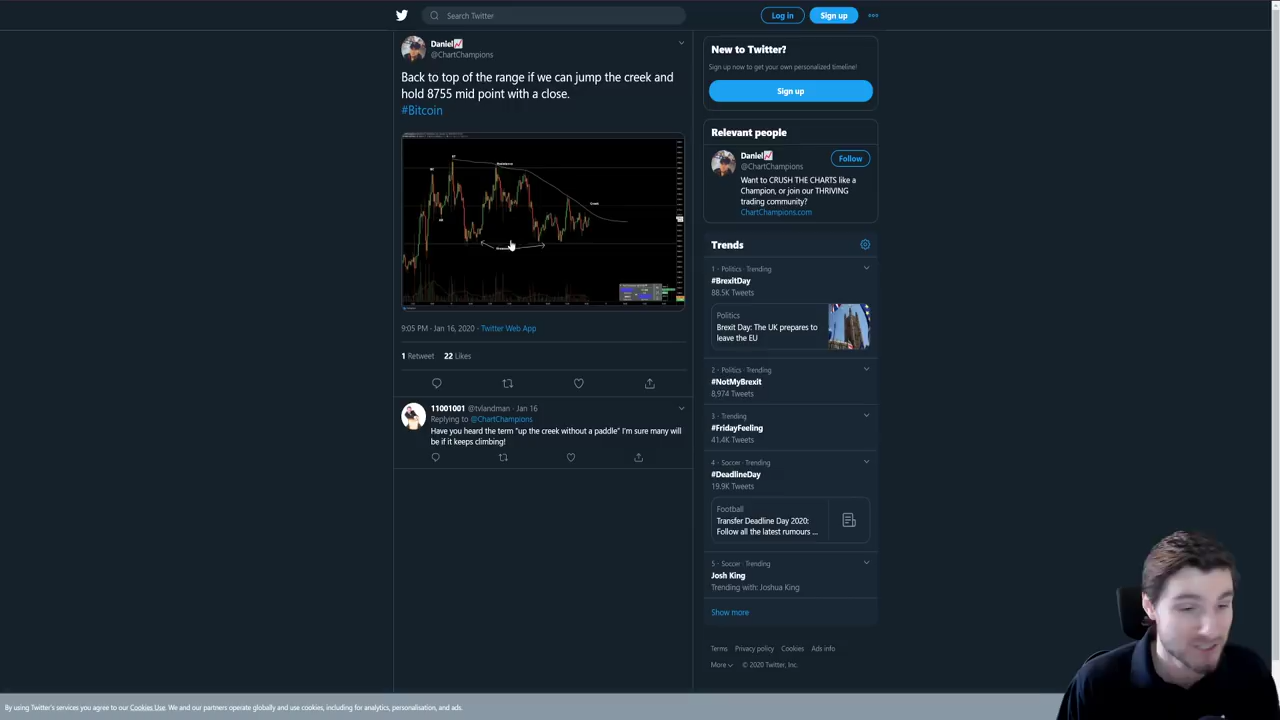 Search Twitter
Log in
Sign up
Daniel
@ChartChampions
Back to top of the range if we can jump the creek and
hold 8755 mid point with a close.
#Bitcoin
9:05 PM · Jan 16, 2020 · Twitter Web App
1 Retweet 22 Likes
11001001 @tvlandman · Jan 16
Replying to @ChartChampions
Have you heard the term "up the creek without a paddle" I'm sure many will
be if it keeps climbing!
New to Twitter?
Sign up now to get your own personalized timeline!
Sign up
Relevant people
Daniel
@ChartChampions
Follow
Want to CRUSH THE CHARTS like a
Champion, or join our THRIVING
trading community?
ChartChampions.com
Trends
1 · Politics · Trending
#BrexitDay
88.5K Tweets
Politics
Brexit Day: The UK prepares to
leave the EU
2 · Politics · Trending
#NotMyBrexit
8,974 Tweets
3 · Trending
#FridayFeeling
41.4K Tweets
4 · Soccer · Trending
#DeadlineDay
19.9K Tweets
Football
Transfer Deadline Day 2020:
Follow all the latest rumours ...
5 · Soccer · Trending
Josh King
Trending with: Joshua King
Show more
Terms Privacy policy Cookies Ads info
More © 2020 Twitter, Inc.
By using Twitter's services you agree to our Cookies Use. We and our partners operate globally and use cookies, including for analytics, personalisation, and ads.